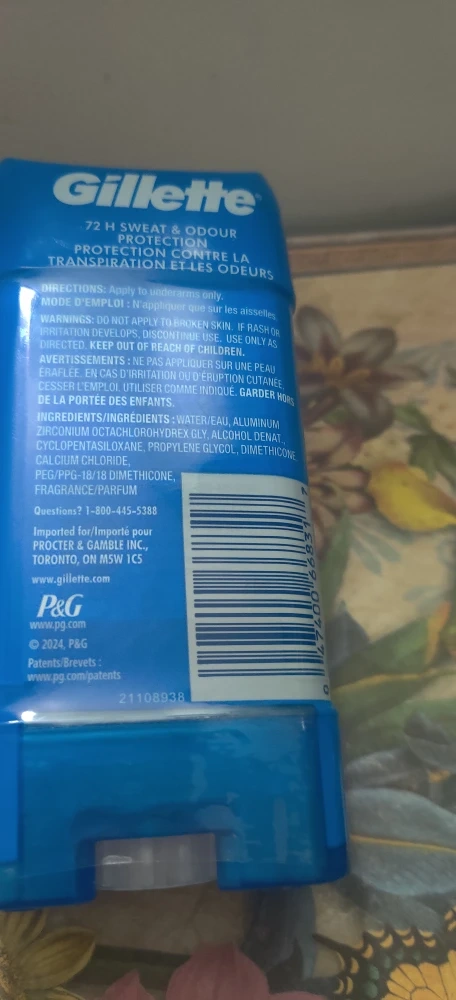 Gillette
72 H SWEAT & ODOUR
PROTECTION
PROTECTION CONTRE LA
TRANSPIRATION ET LES ODEURS
DIRECTIONS: Apply to underarms only.
MODE D'EMPLOI : N'appliquer que sur les aisselles.
WARNINGS: DO NOT APPLY TO BROKEN SKIN. IF RASH OR
IRRITATION DEVELOPS, DISCONTINUE USE. USE ONLY AS
DIRECTED. KEEP OUT OF REACH OF CHILDREN.
AVERTISSEMENTS : NE PAS APPLIQUER SUR UNE PEAU
ÉRAFLÉE. EN CAS D'IRRITATION OU D'ÉRUPTION CUTANÉE,
CESSER L'EMPLOI. UTILISER COMME INDIQUÉ. GARDER HORS
DE LA PORTÉE DES ENFANTS.
INGREDIENTS/INGRÉDIENTS : WATER/EAU, ALUMINUM
ZIRCONIUM OCTACHLOROHYDREX GLY, ALCOHOL DENAT.,
CYCLOPENTASILOXANE, PROPYLENE GLYCOL, DIMETHICONE,
CALCIUM CHLORIDE,
PEG/PPG-18/18 DIMETHICONE,
FRAGRANCE/PARFUM
Questions? 1-800-445-5388
Imported for/Importé pour
PROCTER & GAMBLE INC.,
TORONTO, ON M5W 1C5
www.gillette.com
P&G
www.pg.com
© 2024, P&G
Patents/Brevets :
www.pg.com/patents
21108938